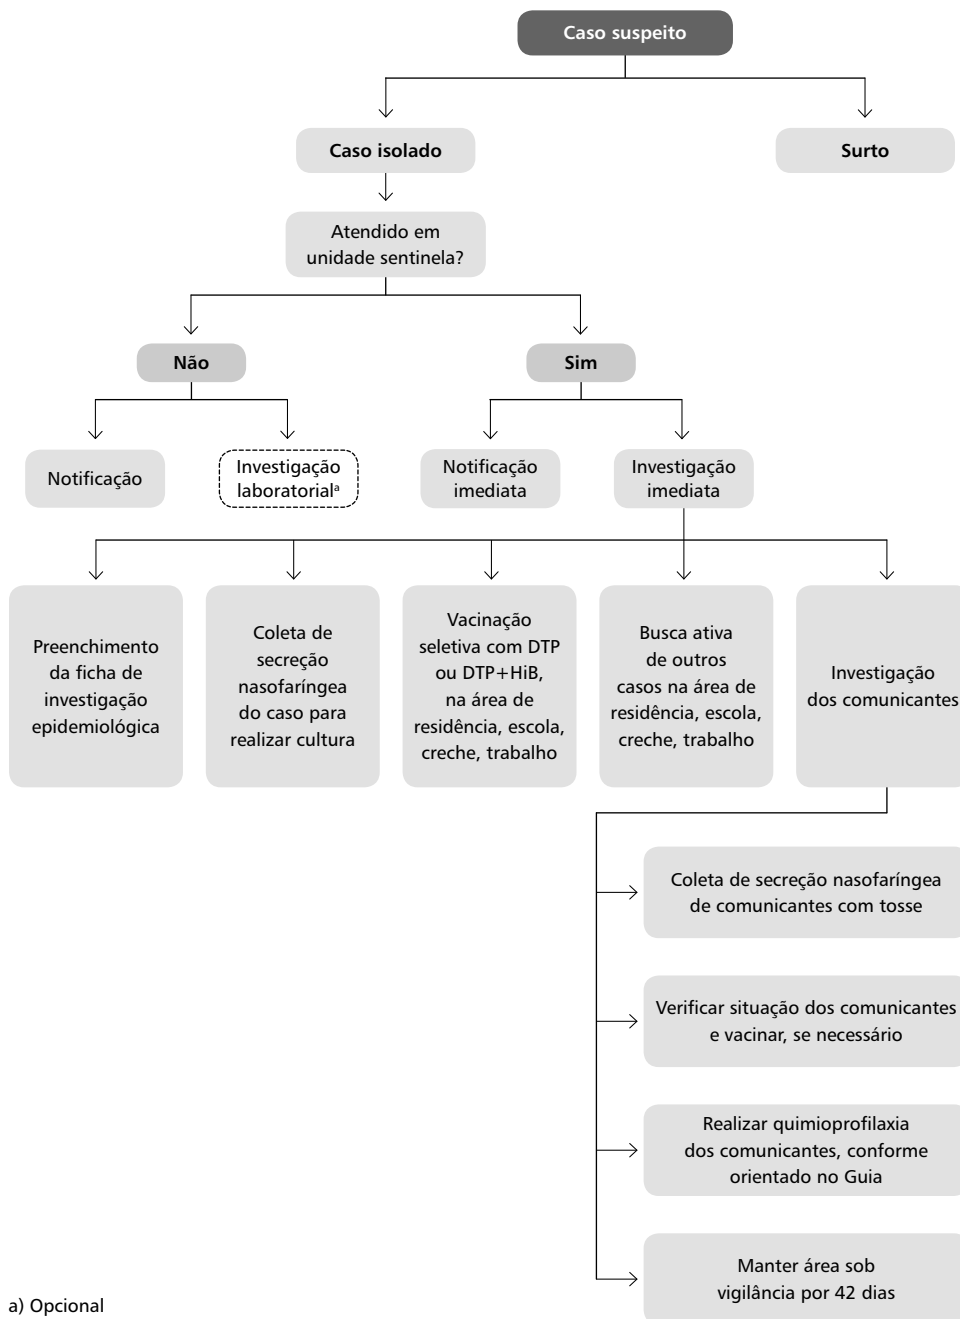 Caso suspeito
Caso isolado
Surto
Atendido em
unidade sentinela?
Não
Sim
Notificação
Investigação
laboratorialª
Notificação
imediata
Investigação
imediata
Preenchimento
da ficha de
investigação
epidemiológica
Coleta de
secreção
nasofaríngea
do caso para
realizar cultura
Vacinação
seletiva com DTP
ou DTP+HiB,
na área de
residência, escola,
creche, trabalho
Busca ativa
de outros
casos na área de
residência, escola,
creche, trabalho
Investigação
dos comunicantes
Coleta de secreção nasofaríngea
de comunicantes com tosse
Verificar situação dos comunicantes
e vacinar, se necessário
Realizar quimioprofilaxia
dos comunicantes, conforme
orientado no Guia
Manter área sob
vigilância por 42 dias
a) Opcional